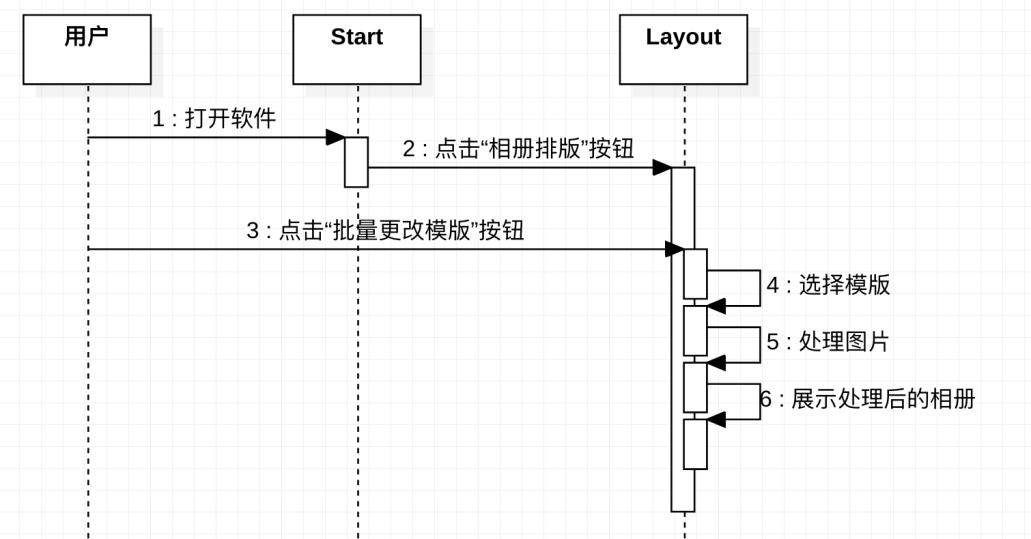 用户
Start
Layout
1 : 打开软件
2 : 点击“相册排版”按钮
3 : 点击“批量更改模版”按钮
4 : 选择模版
5 : 处理图片
6 : 展示处理后的相册